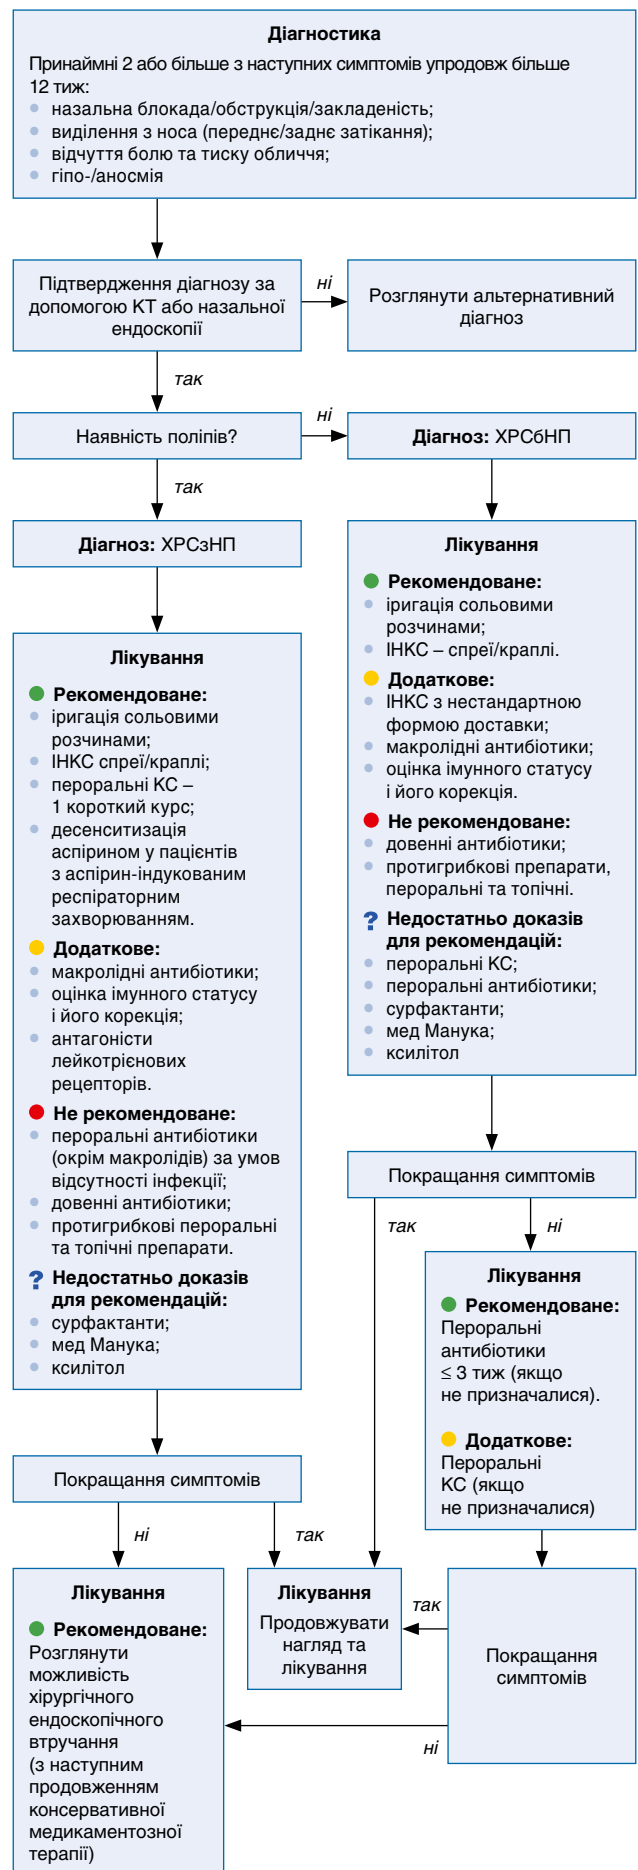 Діагностика
Принаймні 2 або більше з наступних симптомів упродовж більше
12 тиж:
• назальна блокада/обструкція/закладеність;
• виділення з носа (переднє/заднє затікання);
• відчуття болю та тиску обличчя;
• гіпо-/аносмія
Підтвердження діагнозу за
допомогою КТ або назальної
ендоскопії
ні
Розглянути альтернативний
діагноз
так
Наявність поліпів?
ні
Діагноз: ХРСбНП
так
Діагноз: ХРСзНП
Лікування
Рекомендоване:
• іригація сольовими
розчинами;
• ІНКС спреї/краплі;
• пероральні КС –
1 короткий курс;
• десенситизація
аспірином у пацієнтів
з аспірин-індукованим
респіраторним
захворюванням.
Додаткове:
• макролідні антибіотики;
• оцінка імунного статусу
і його корекція;
• антагоністи
лейкотрієнових
рецепторів.
Не рекомендоване:
• пероральні антибіотики
(окрім макролідів) за умов
відсутності інфекції;
• довенні антибіотики;
• протигрибкові пероральні
та топічні препарати.
? Недостатньо доказів
для рекомендацій:
• сурфактанти;
• мед Манука;
• ксилітол
Лікування
Рекомендоване:
• іригація сольовими
розчинами;
• ІНКС – спреї/краплі.
Додаткове:
• ІНКС з нестандартною
формою доставки;
• макролідні антибіотики;
• оцінка імунного статусу
і його корекція.
Не рекомендоване:
• довенні антибіотики;
• протигрибкові препарати,
пероральні та топічні.
? Недостатньо доказів
для рекомендацій:
• пероральні КС;
• пероральні антибіотики;
• сурфактанти;
• мед Манука;
• ксилітол
Покращання симптомів
так
ні
Лікування
Рекомендоване:
Пероральні
антибіотики
≤ 3 тиж (якщо
не призначалися).
Додаткове:
Пероральні
КС (якщо
не призначалися)
Покращання симптомів
ні
так
Лікування
Рекомендоване:
Розглянути
можливість
хірургічного
ендоскопічного
втручання
(з наступним
продовженням
консервативної
медикаментозної
терапії)
Лікування
Продовжувати
нагляд та
лікування
так
Покращання
симптомів
ні